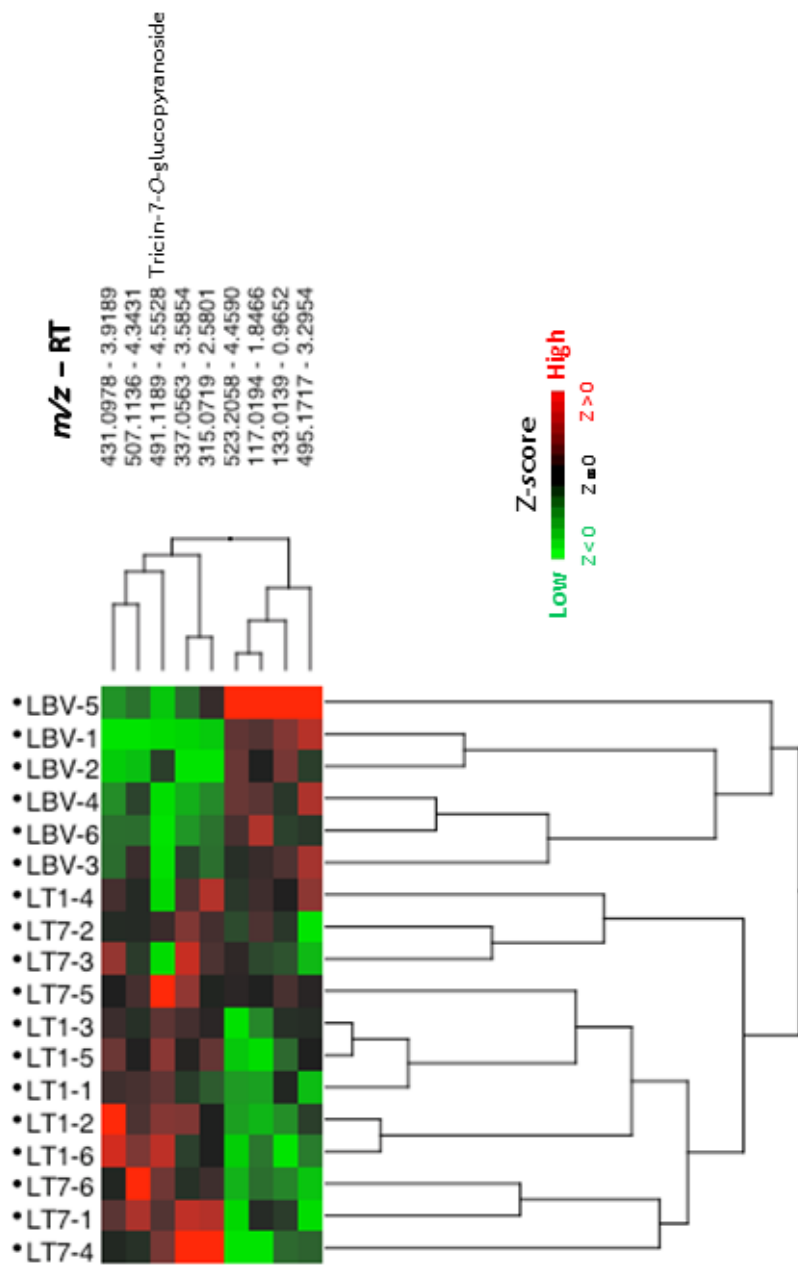 m/z – RT
431.0978 - 3.9189
507.1136 - 4.3431
491.1189 - 4.5528 Tricin-7-O-glucopyranoside
337.0563 - 3.5854
315.0719 - 2.5801
523.2058 - 4.4590
117.0194 - 1.8466
133.0139 - 0.9652
495.1717 - 3.2954
• LBV-5
• LBV-1
• LBV-2
• LBV-4
• LBV-6
• LBV-3
• LT1-4
• LT7-2
• LT7-3
• LT7-5
• LT1-3
• LT1-5
• LT1-1
• LT1-2
• LT1-6
• LT7-6
• LT7-1
• LT7-4
Z-score
Low High
Z < 0 Z = 0 Z > 0